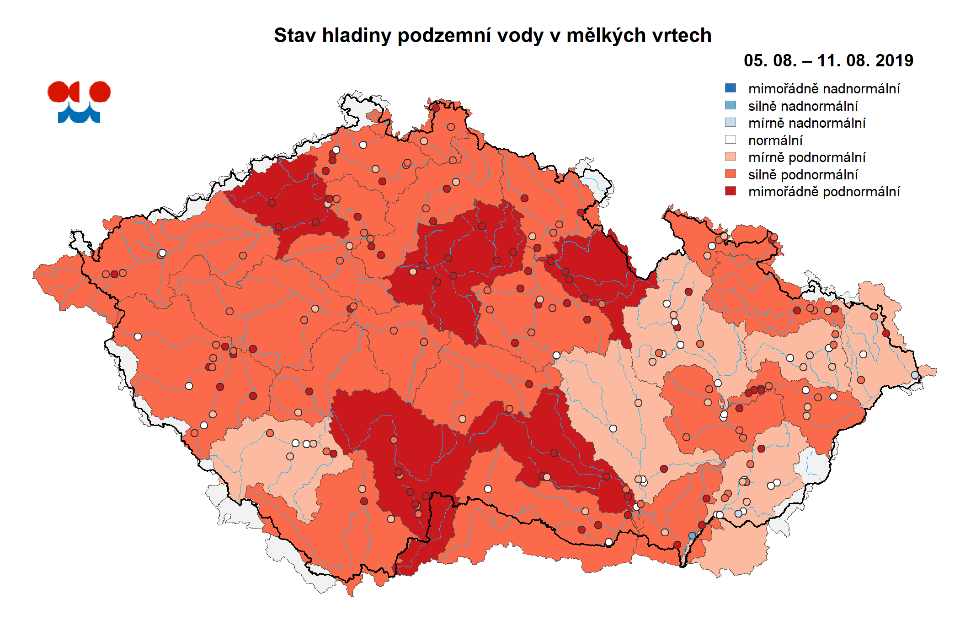 Stav hladiny podzemní vody v mělkých vrtech
05. 08. – 11. 08. 2019
mimořádně nadnormální
silně nadnormální
mírně nadnormální
normální
mírně podnormální
silně podnormální
mimořádně podnormální